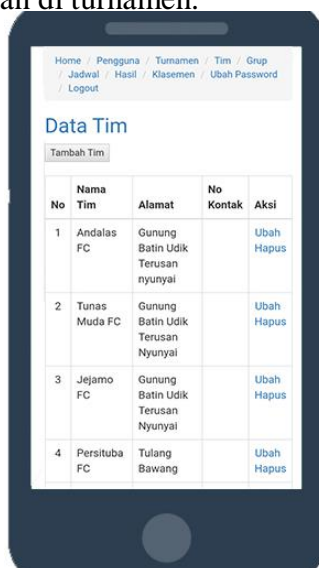 an di turnamen.
Home / Pengguna / Turnamen / Tim / Grup
/ Jadwal / Hasil / Klasemen / Ubah Password
/ Logout
Data Tim
Tambah Tim
No Nama Tim Alamat No Kontak Aksi
1 Andalas FC Gunung Batin Udik Terusan nyunyai Ubah Hapus
2 Tunas Muda FC Gunung Batin Udik Terusan Nyunyai Ubah Hapus
3 Jejamo FC Gunung Batin Udik Terusan Nyunyai Ubah Hapus
4 Persituba FC Tulang Bawang Ubah Hapus